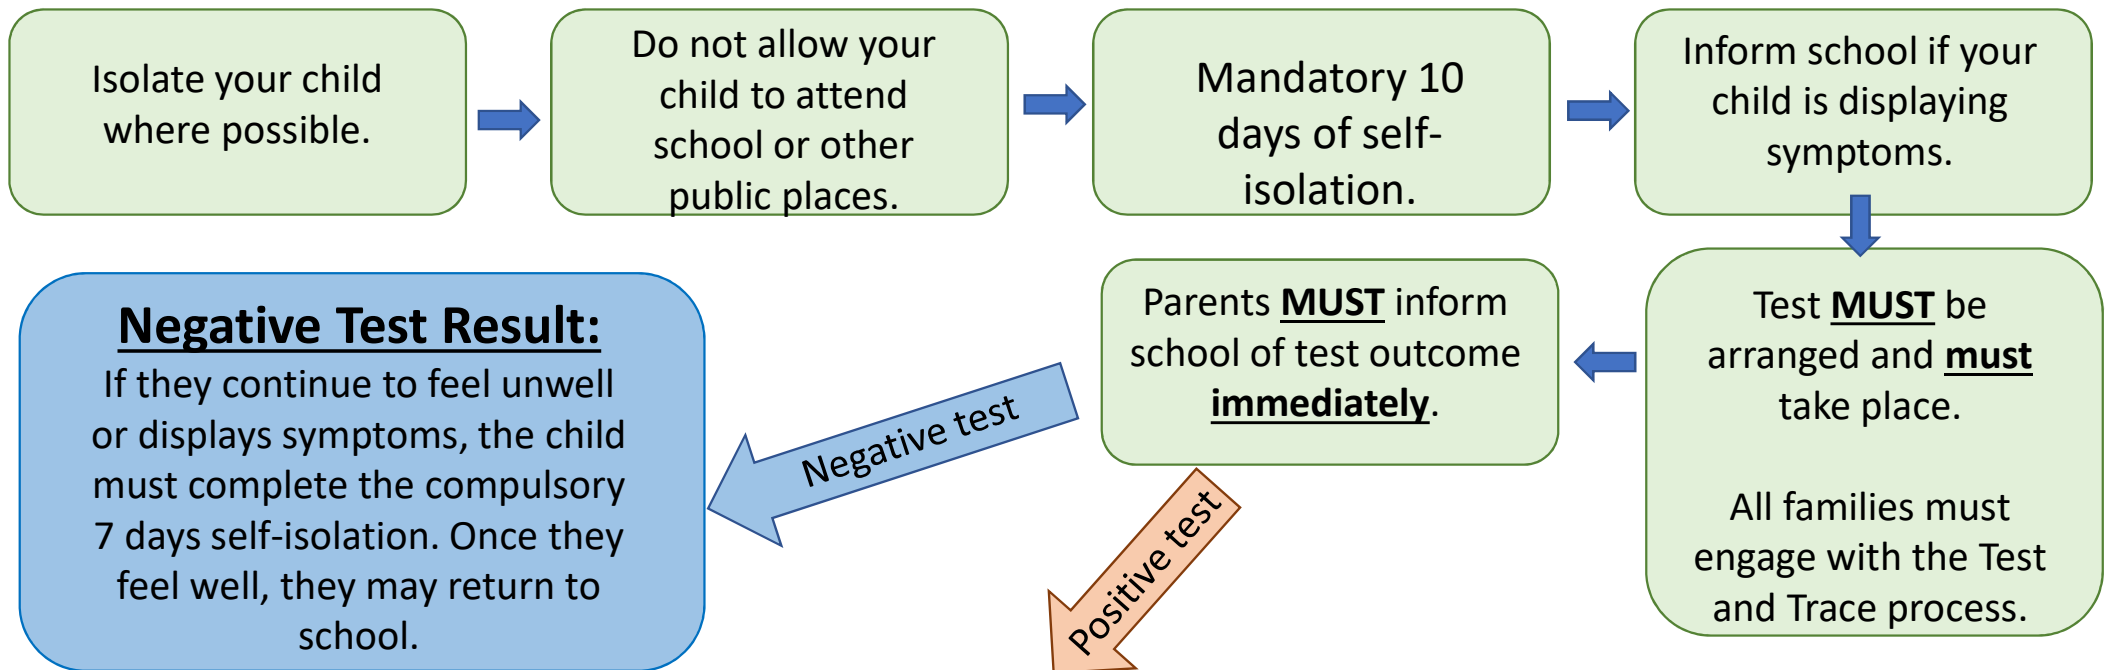 Isolate your child
where possible.
Do not allow your
child to attend
school or other
public places.
Mandatory 10
days of self-
isolation.
Inform school if your
child is displaying
symptoms.
Test MUST be
arranged and must
take place.
All families must
engage with the Test
and Trace process.
Parents MUST inform
school of test outcome
immediately.
Negative test
Negative Test Result:
If they continue to feel unwell
or displays symptoms, the child
must complete the compulsory
7 days self-isolation. Once they
feel well, they may return to
school.
Positive test